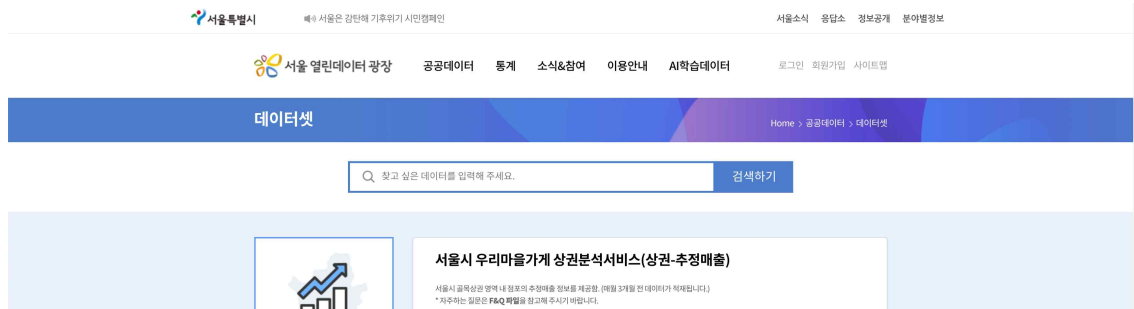 서울특별시
서울은 감탄해 기후위기 시민캠페인
서울소식 응답소 정보공개 분야별정보
서울 열린데이터 광장
공공데이터 통계 소식&참여 이용안내 AI학습데이터
로그인 회원가입 사이트맵
데이터셋
Home > 공공데이터 > 데이터셋
찾고 싶은 데이터를 입력해 주세요.
검색하기
서울시 우리마을가게 상권분석서비스(상권-추정매출)
서울시 골목상권 영역 내 점포의 추정매출 정보를 제공함. (매월 3개월 전 데이터가 적재됩니다.)
* 자주하는 질문은 F&Q 파일을 참고해 주시기 바랍니다.